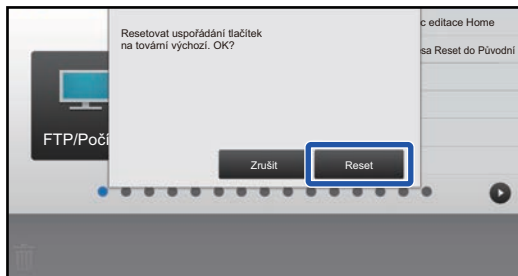 Resetovat uspořádání tlačítek
na tovární výchozí. OK?
c editace Home
sa Reset do Původní
FTP/Počí
Zrušit
Reset